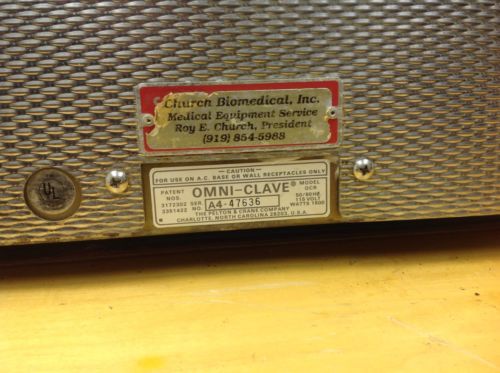 Church Biomedical, Inc.
Medical Equipment Service
Roy E. Church, President
(919) 854-5988
UL
—CAUTION—
FOR USE ON A.C. BASE OR WALL RECEPTACLES ONLY
PATENT NOS. OMNI-CLAVE® MODEL OCR
3172302 SER. A4-47636 50/60HZ.
3351422 NO. 115 VOLT
THE PELTON & CRANE COMPANY WATTS 1500
CHARLOTTE, NORTH CAROLINA 28203, U.S.A.